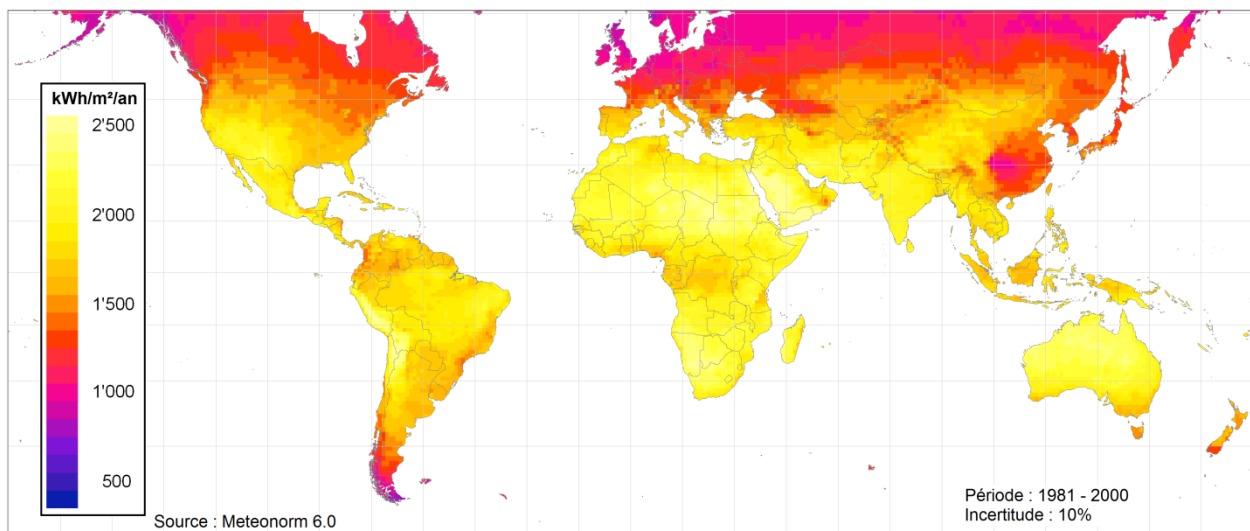 kWh/m²/an
2'500
2'000
1'500
1'000
500
Source : Meteonorm 6.0
Période : 1981 - 2000
Incertitude : 10%